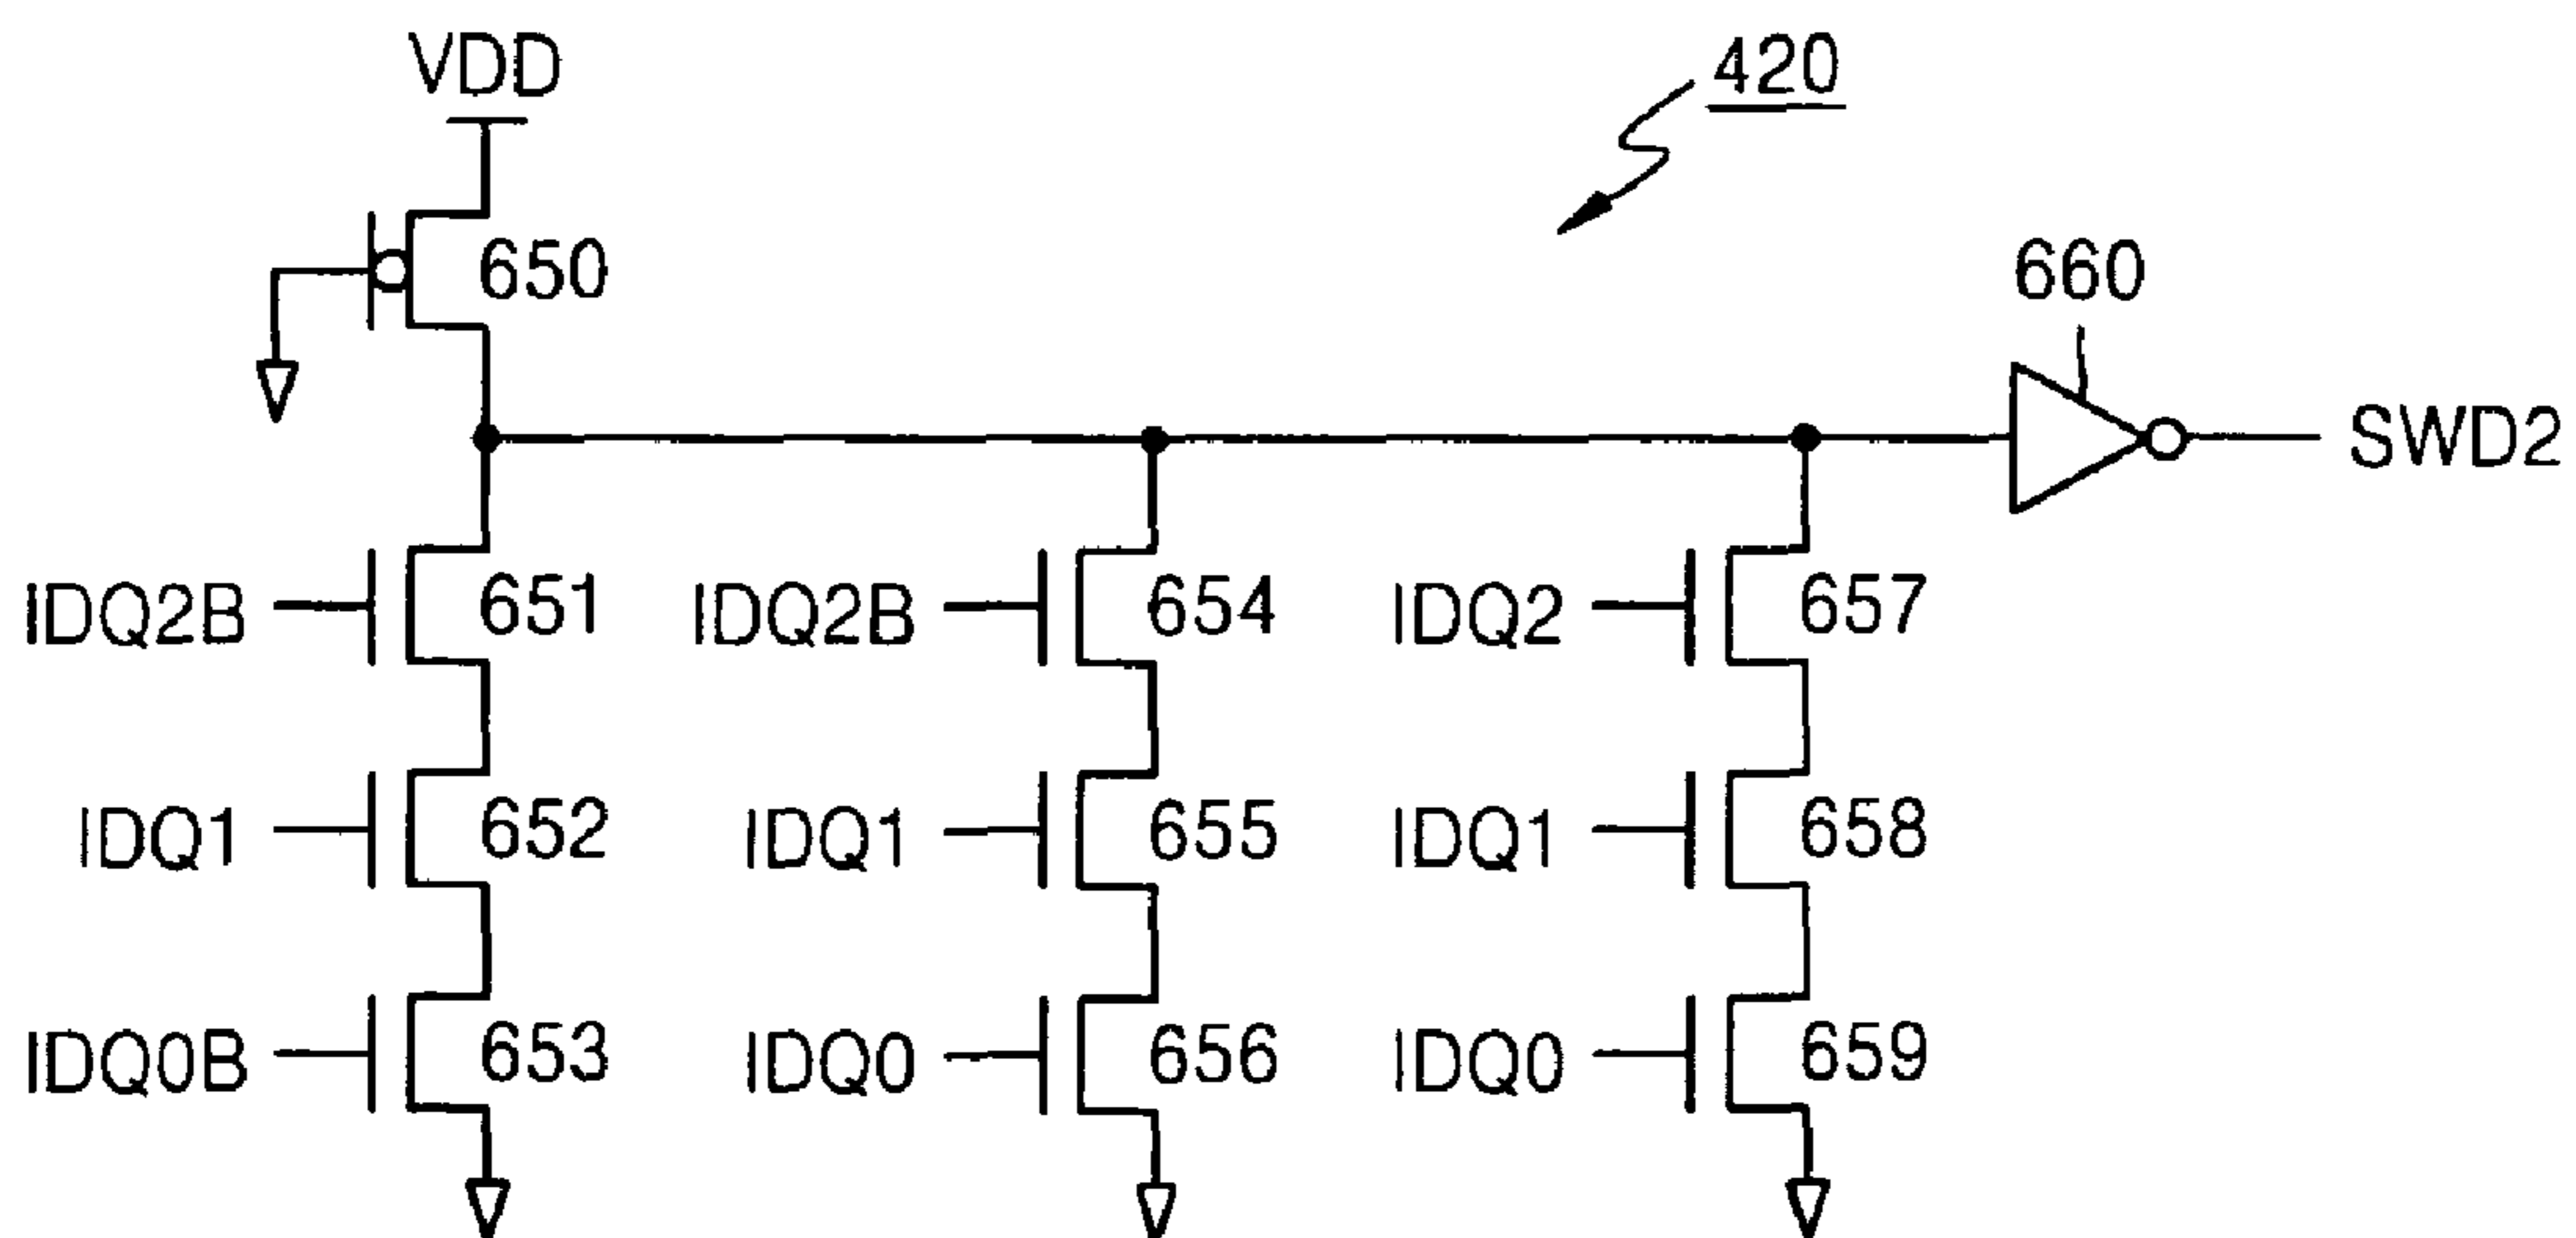 VDD
420
650
660
SWD2
IDQ2B
651
IDQ2B
654
IDQ2
657
IDQ1
652
IDQ1
655
IDQ1
658
IDQ0B
653
IDQ0
656
IDQ0
659